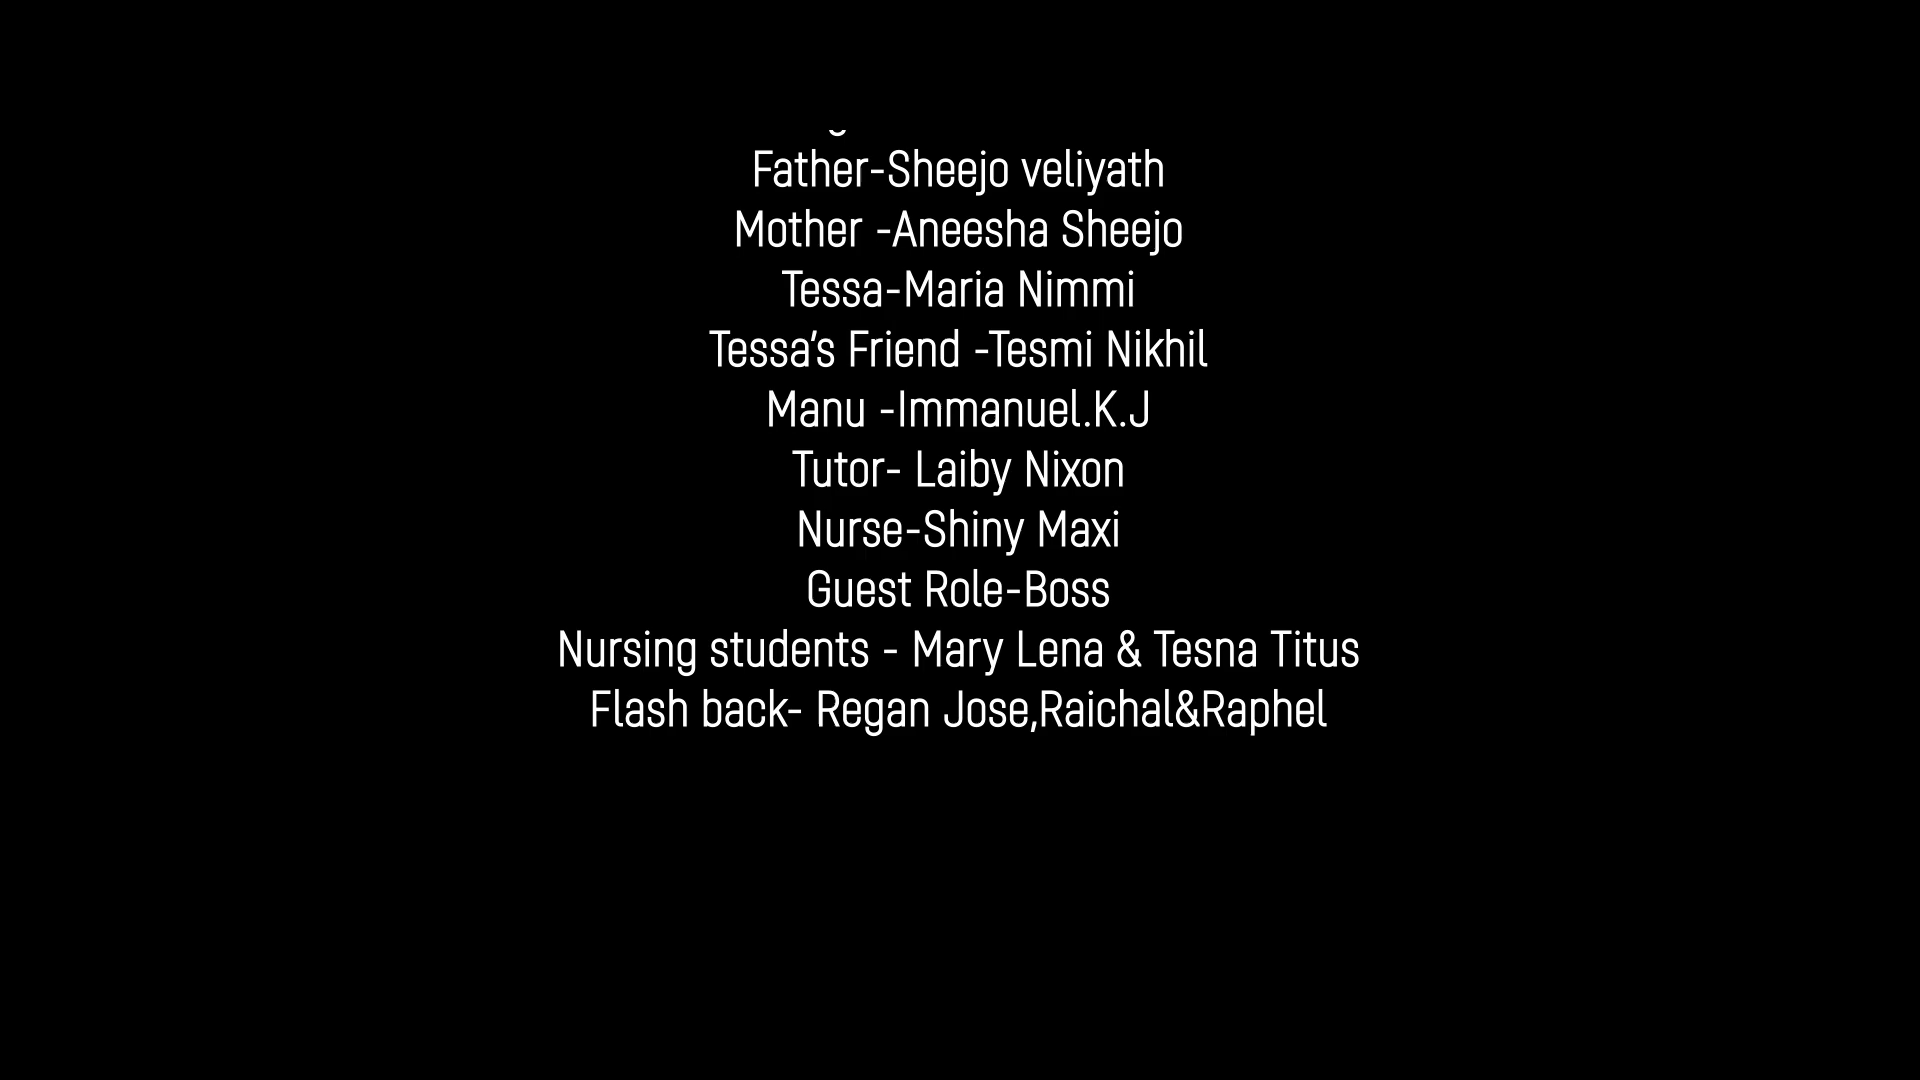 Father-Sheejo veliyath
Mother -Aneesha Sheejo
Tessa-Maria Nimmi
Tessa's Friend -Tesmi Nikhil
Manu -Immanuel.K.J
Tutor- Laiby Nixon
Nurse-Shiny Maxi
Guest Role-Boss
Nursing students - Mary Lena & Tesna Titus
Flash back- Regan Jose,Raichal&Raphel